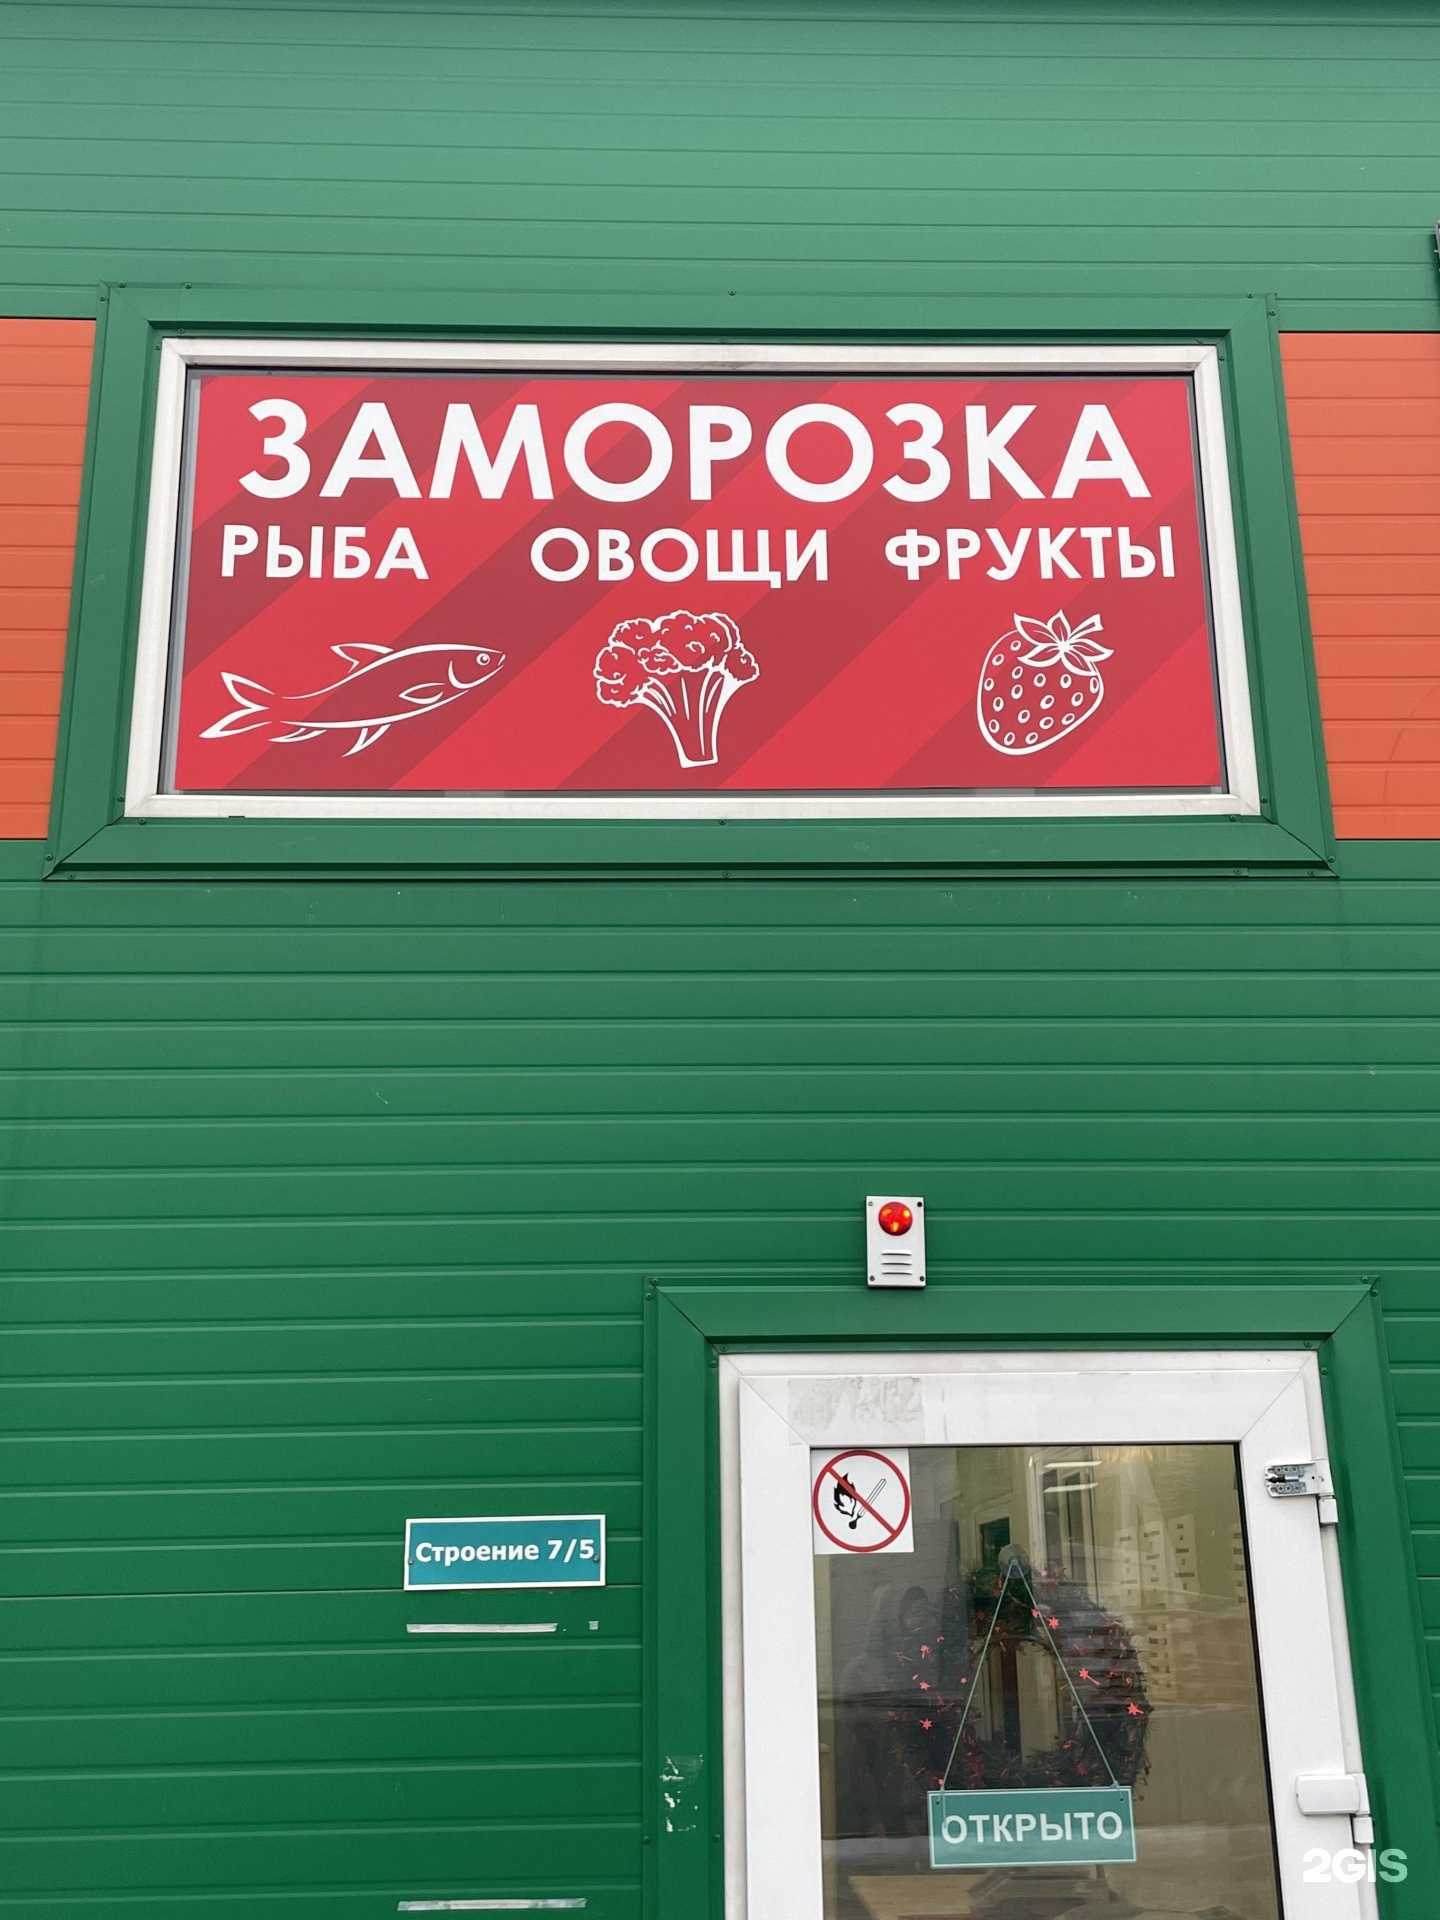 ЗАМОРОЗКА
РЫБА ОВОЩИ ФРУКТЫ
Строение 7/5
ОТКРЫТО
2GIS